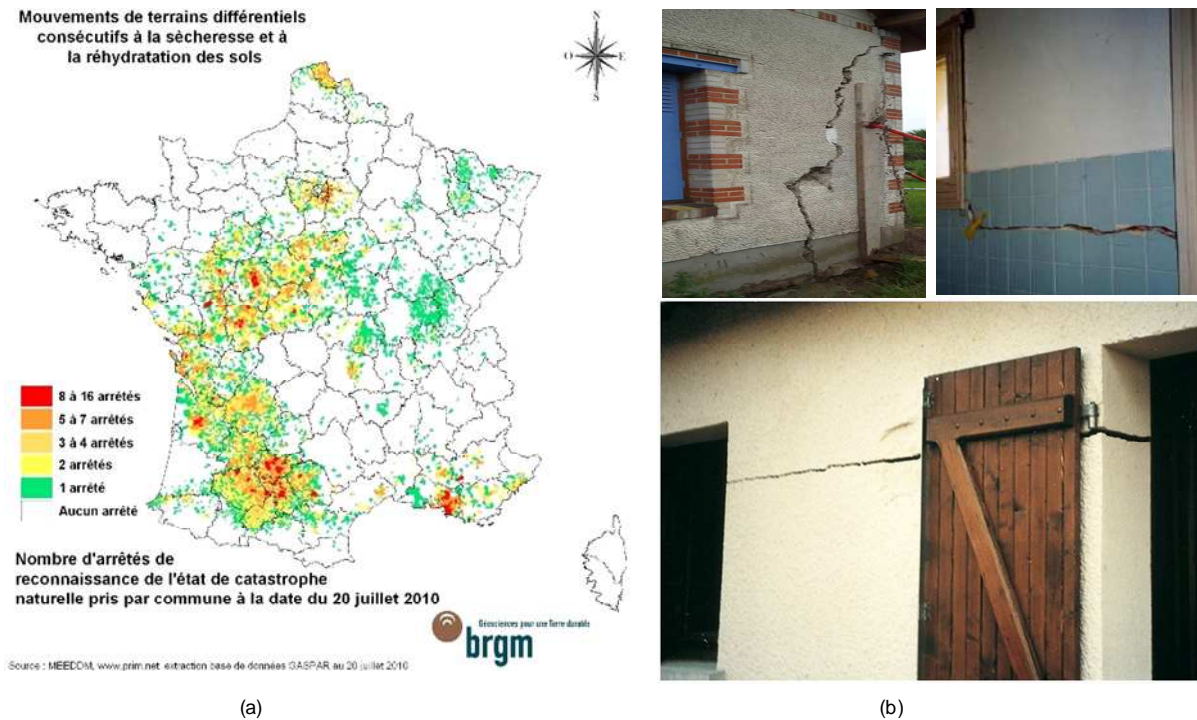 Mouvements de terrains différentiels
consécutifs à la sècheresse et à
la réhydratation des sols
N
O
E
S
8 à 16 arrétés
5 à 7 arrétés
3 à 4 arrêtés
2 arrêtés
1 arrêté
Aucun arrêté
Nombre d'arrêtés de
reconnaissance de l'état de catastrophe
naturelle pris par commune à la date du 20 juillet 2010
Géosciences pour une Terre durable
brgm
Source : MEEDDM, www.prim.net. extraction base de données GASPAR au 20 juillet 2010
(a)
(b)